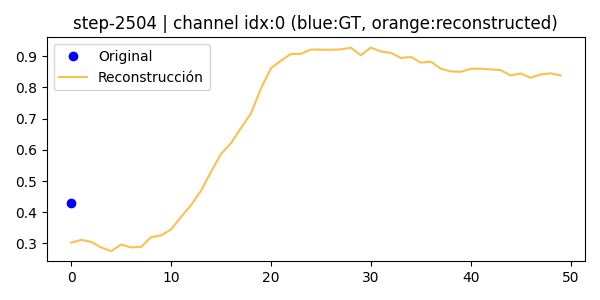 step-2504 | channel idx:0 (blue:GT, orange:reconstructed)
Original
Reconstrucción
0.9
0.8
0.7
0.6
0.5
0.4
0.3
0 10 20 30 40 50